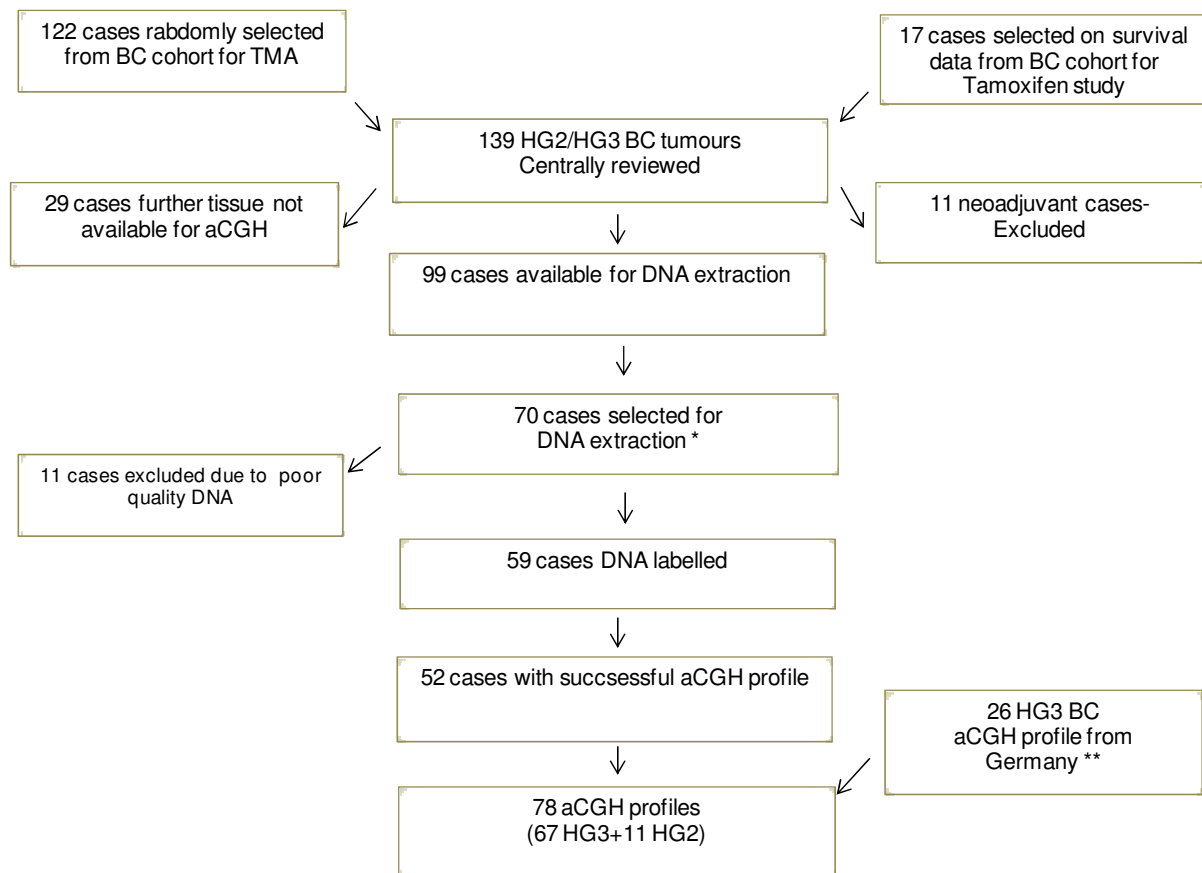 122 cases rabdomly selected
from BC cohort for TMA
17 cases selected on survival
data from BC cohort for
Tamoxifen study
139 HG2/HG3 BC tumours
Centrally reviewed
29 cases further tissue not
available for aCGH
11 neoadjuvant cases-
Excluded
99 cases available for DNA extraction
70 cases selected for
DNA extraction *
11 cases excluded due to poor
quality DNA
59 cases DNA labelled
52 cases with succsessful aCGH profile
26 HG3 BC
aCGH profile from
Germany **
78 aCGH profiles
(67 HG3+11 HG2)